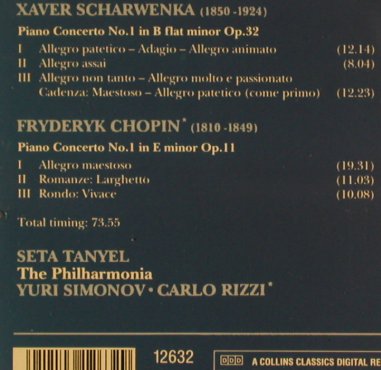 XAVER SCHARWENKA (1850-1924)
Piano Concerto No.1 in B flat minor Op.32
I Allegro patetico – Adagio – Allegro animato (12.14)
II Allegro assai (8.04)
III Allegro non tanto – Allegro molto e passionato
Cadenza: Maestoso – Allegro patetico (come primo) (12.23)
FRYDERYK CHOPIN* (1810-1849)
Piano Concerto No.1 in E minor Op.11
I Allegro maestoso (19.31)
II Romanze: Larghetto (11.03)
III Rondo: Vivace (10.08)
Total timing: 73.55
SETA TANYEL
The Philharmonia
YURI SIMONOV • CARLO RIZZI*
12632
DDD A COLLINS CLASSICS DIGITAL RE